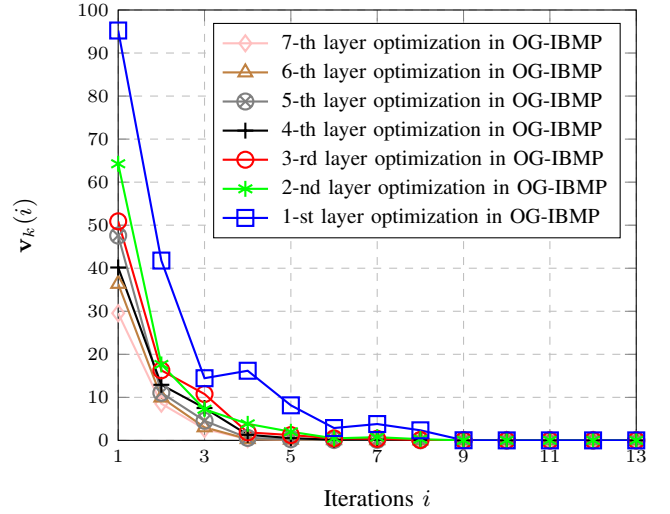 100
90
80
70
60
50
40
30
20
10
0
v_k(i)
7-th layer optimization in OG-IBMP
6-th layer optimization in OG-IBMP
5-th layer optimization in OG-IBMP
4-th layer optimization in OG-IBMP
3-rd layer optimization in OG-IBMP
2-nd layer optimization in OG-IBMP
1-st layer optimization in OG-IBMP
1 3 5 7 9 11 13
Iterations i